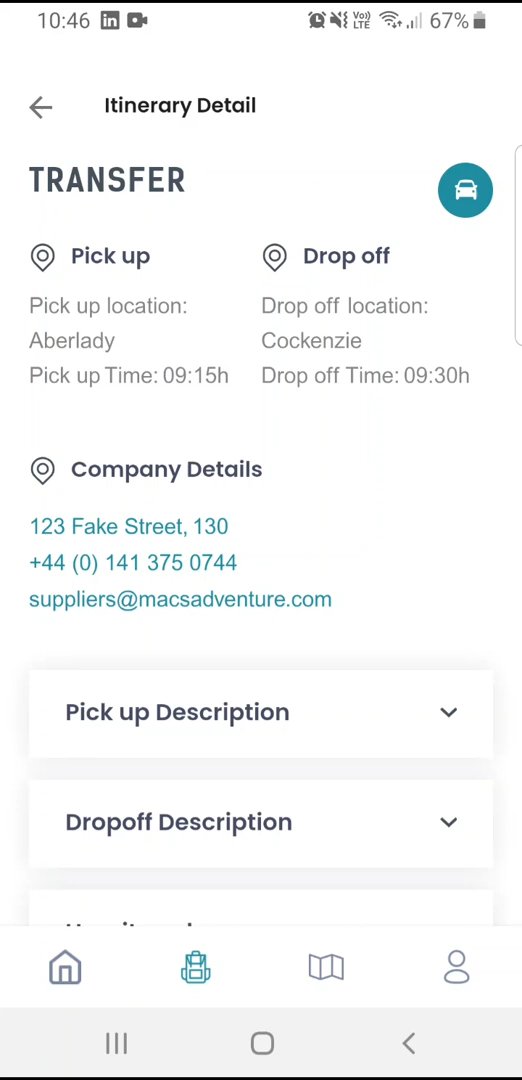 10:46
Vo)) LTE 67%
Itinerary Detail
TRANSFER
Pick up
Pick up location:
Aberlady
Pick up Time: 09:15h
Drop off
Drop off location:
Cockenzie
Drop off Time: 09:30h
Company Details
123 Fake Street, 130
+44 (0) 141 375 0744
suppliers@macsadventure.com
Pick up Description
Dropoff Description